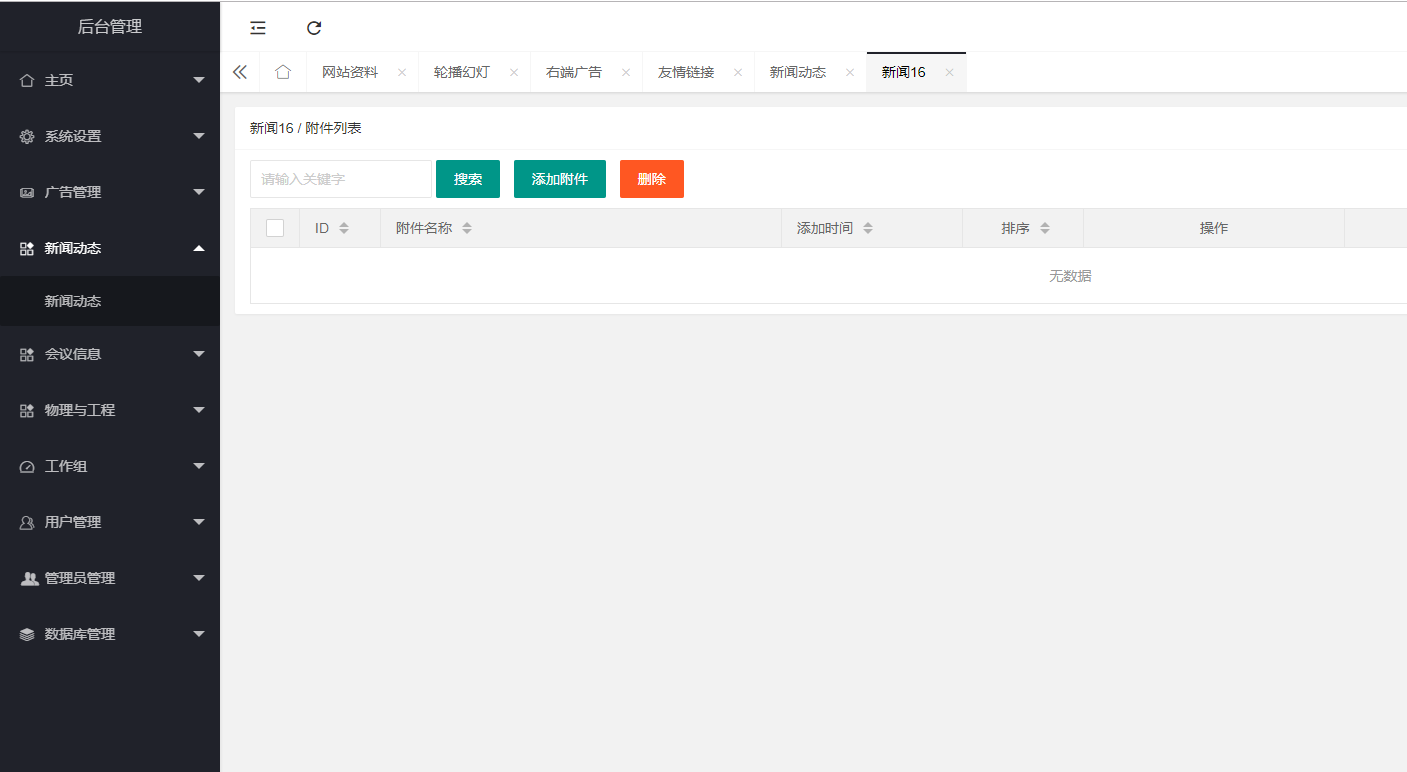 后台管理
主页
系统设置
广告管理
新闻动态
新闻动态
会议信息
物理与工程
工作组
用户管理
管理员管理
数据库管理
网站资料 轮播幻灯 右端广告 友情链接 新闻动态 新闻16
新闻16 / 附件列表
请输入关键字 搜索 添加附件 删除
ID 附件名称 添加时间 排序 操作
无数据